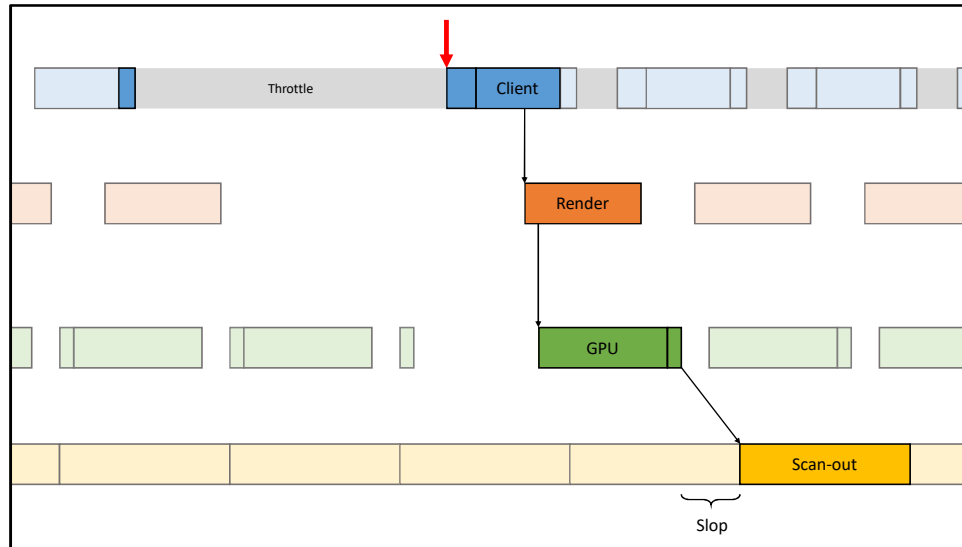 Throttle
Client
Render
GPU
Scan-out
Slop